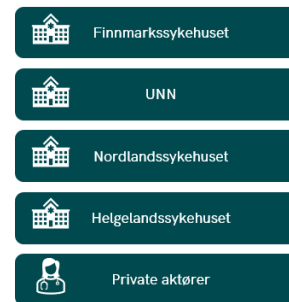 Finnmarkssykehuset
UNN
Nordlandssykehuset
Helgelandssykehuset
Private aktører